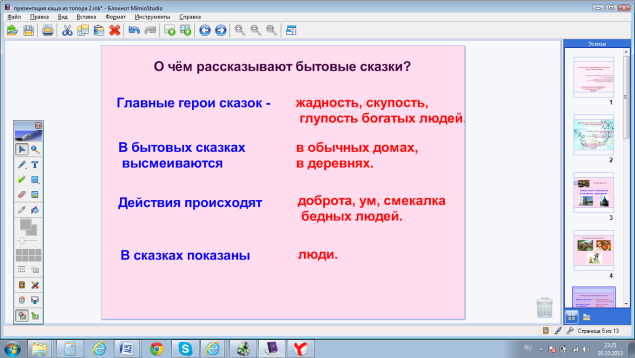 презентация каша из топора 2.ink* - Блокнот MimioStudio
Файл Правка Вид Вставка Формат Инструменты Справка
Эскизы
О чём рассказывают бытовые сказки?
Главные герои сказок - жадность, скупость,
глупость богатых людей.
В бытовых сказках в обычных домах,
высмеиваются в деревнях.
Действия происходят доброта, ум, смекалка
бедных людей.
В сказках показаны люди.
1
2
3
4
Страница 5 из 13
RU
23:21
20.10.2013